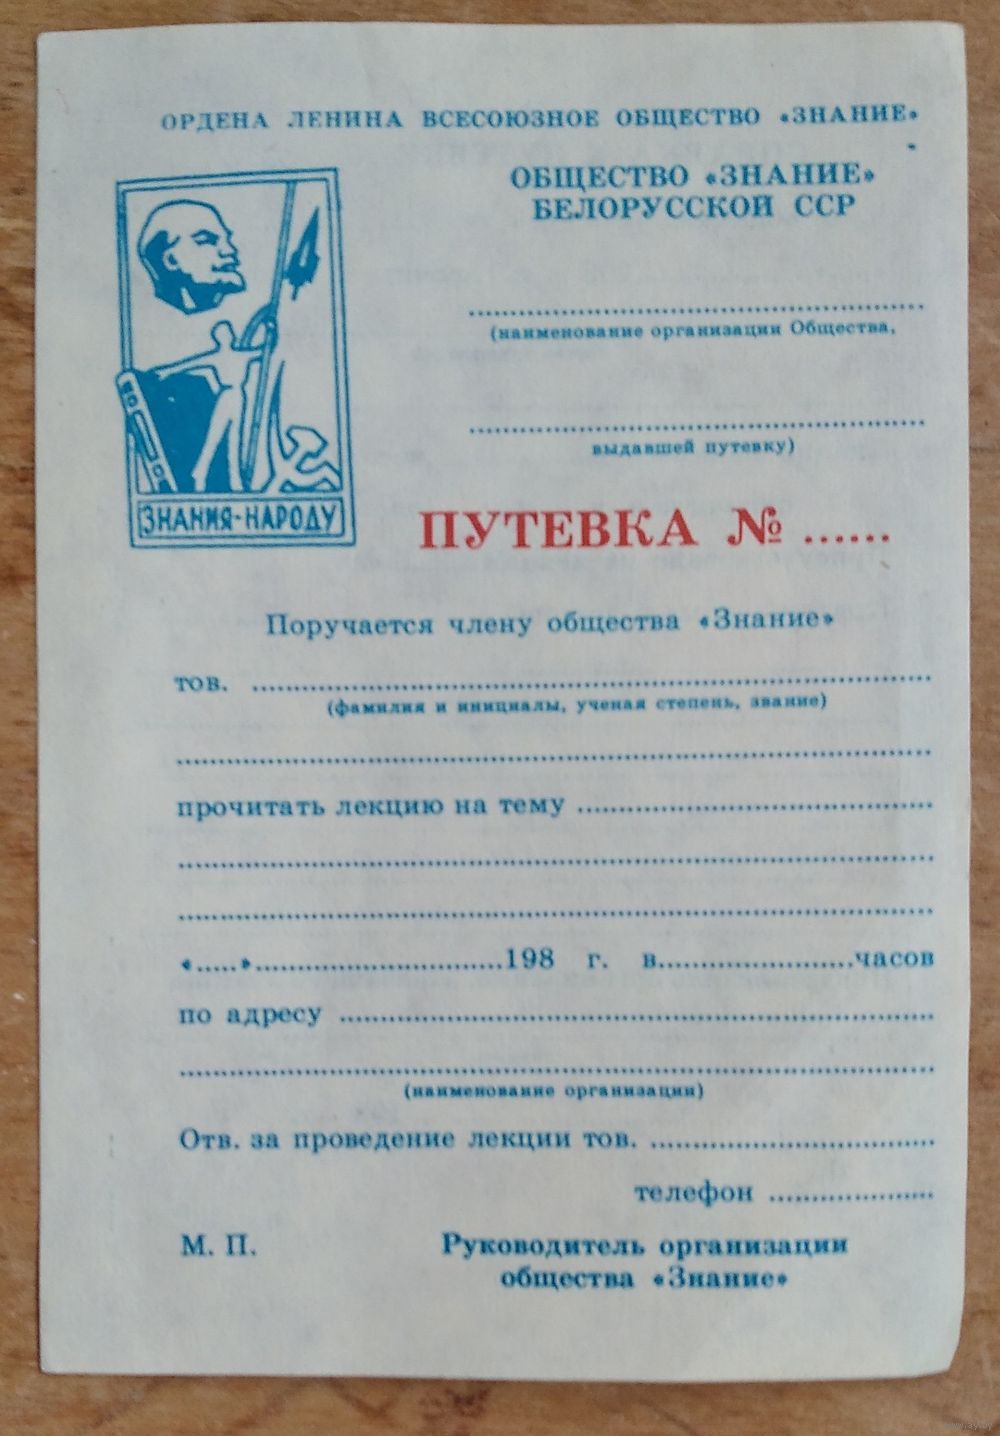 ОРДЕНА ЛЕНИНА ВСЕСОЮЗНОЕ ОБЩЕСТВО «ЗНАНИЕ»
ОБЩЕСТВО «ЗНАНИЕ»
БЕЛОРУССКОЙ ССР
(наименование организации Общества,
выдавшей путевку)
ЗНАНИЯ-НАРОДУ
ПУТЕВКА № ......
Поручается члену общества «Знание»
тов. ..........
(фамилия и инициалы, ученая степень, звание)
прочитать лекцию на тему ..........
«.....»..........198 г. в..........часов
по адресу ..........
(наименование организации)
Отв. за проведение лекции тов. ..........
телефон ..........
М. П.
Руководитель организации
общества «Знание»